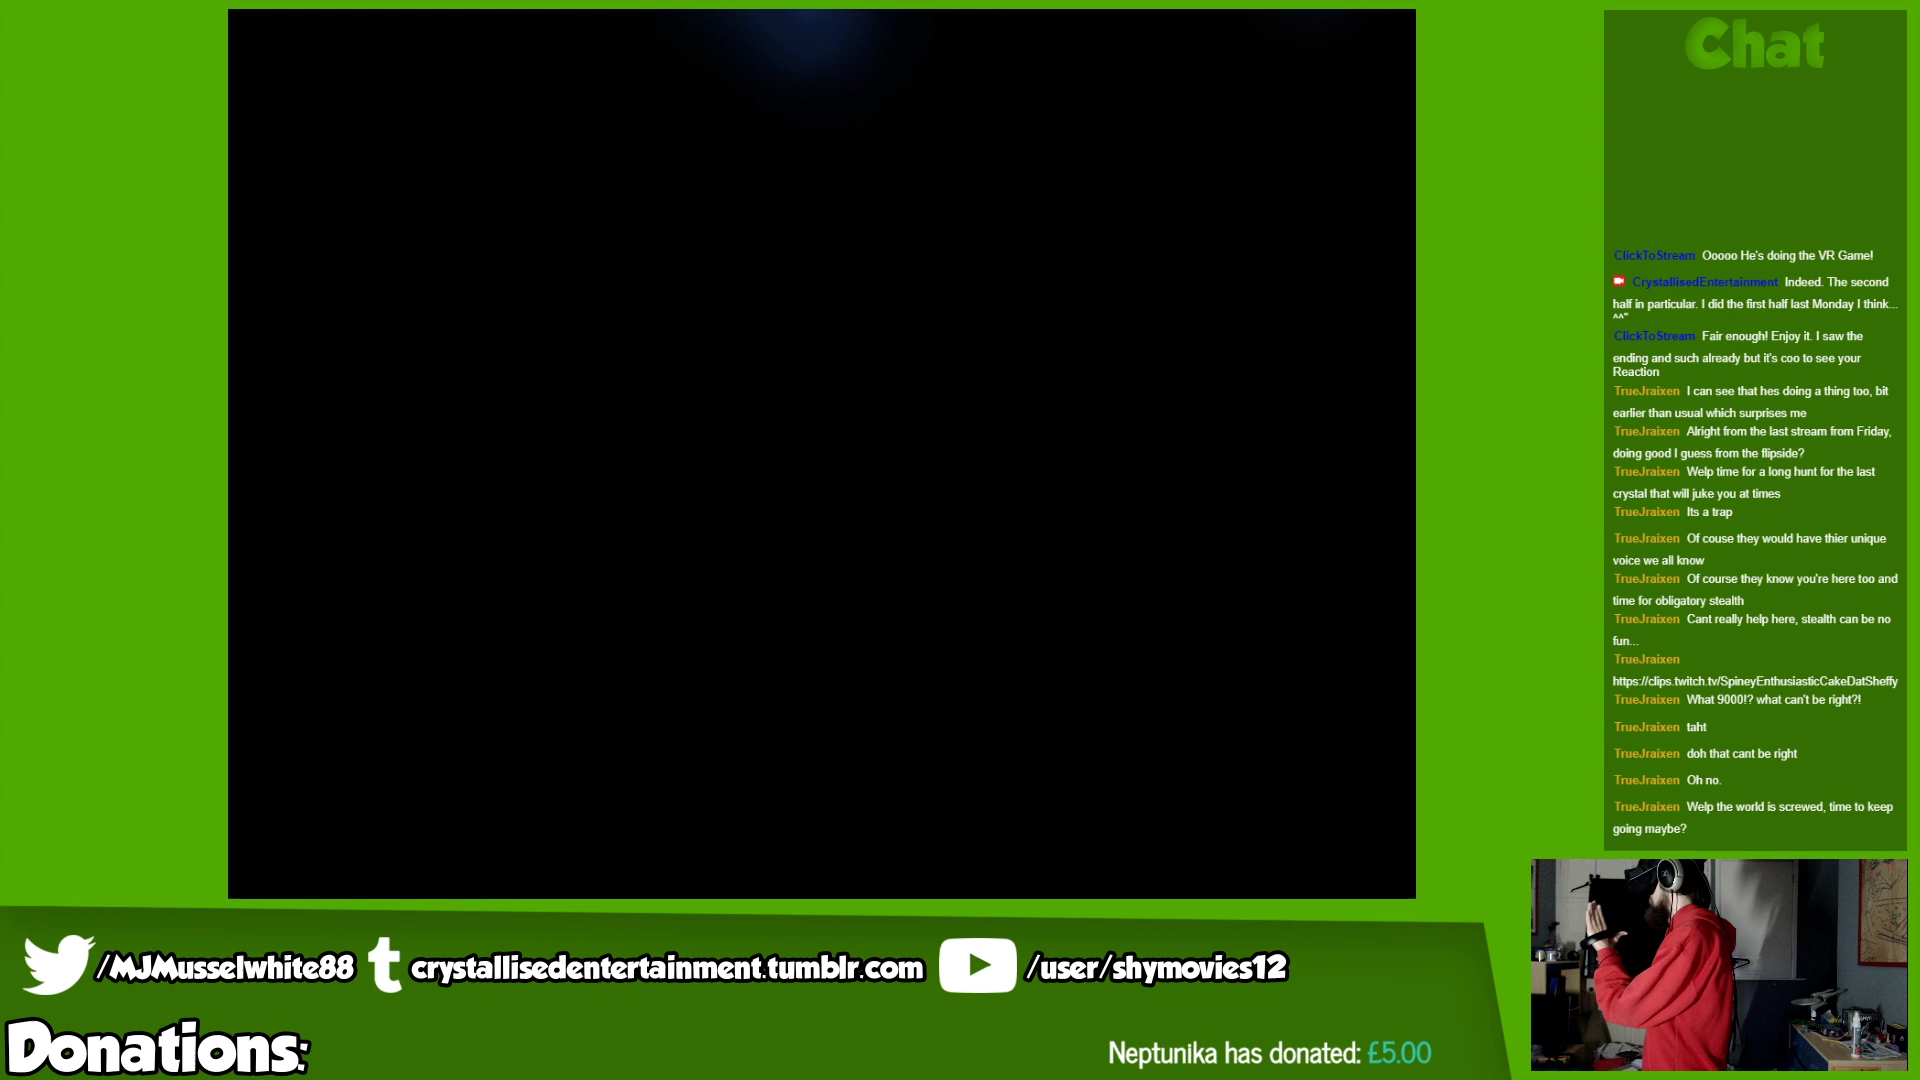 Chat
ClickToStream Ooooo He's doing the VR Game!
CrystallisedEntertainment Indeed. The second
half in particular. I did the first half last Monday I think...
^^"
ClickToStream Fair enough! Enjoy it. I saw the
ending and such already but it's coo to see your
Reaction
TrueJraixen I can see that hes doing a thing too, bit
earlier than usual which surprises me
TrueJraixen Alright from the last stream from Friday,
doing good I guess from the flipside?
TrueJraixen Welp time for a long hunt for the last
crystal that will juke you at times
TrueJraixen Its a trap
TrueJraixen Of couse they would have thier unique
voice we all know
TrueJraixen Of course they know you're here too and
time for obligatory stealth
TrueJraixen Cant really help here, stealth can be no
fun...
TrueJraixen
https://clips.twitch.tv/SpineyEnthusiasticCakeDatSheffy
TrueJraixen What 9000!? what can't be right?!
TrueJraixen taht
TrueJraixen doh that cant be right
TrueJraixen Oh no.
TrueJraixen Welp the world is screwed, time to keep
going maybe?
/MJMusselwhite88 t crystallisedentertainment.tumblr.com /user/shymovies12
Donations:
Neptunika has donated: £5.00